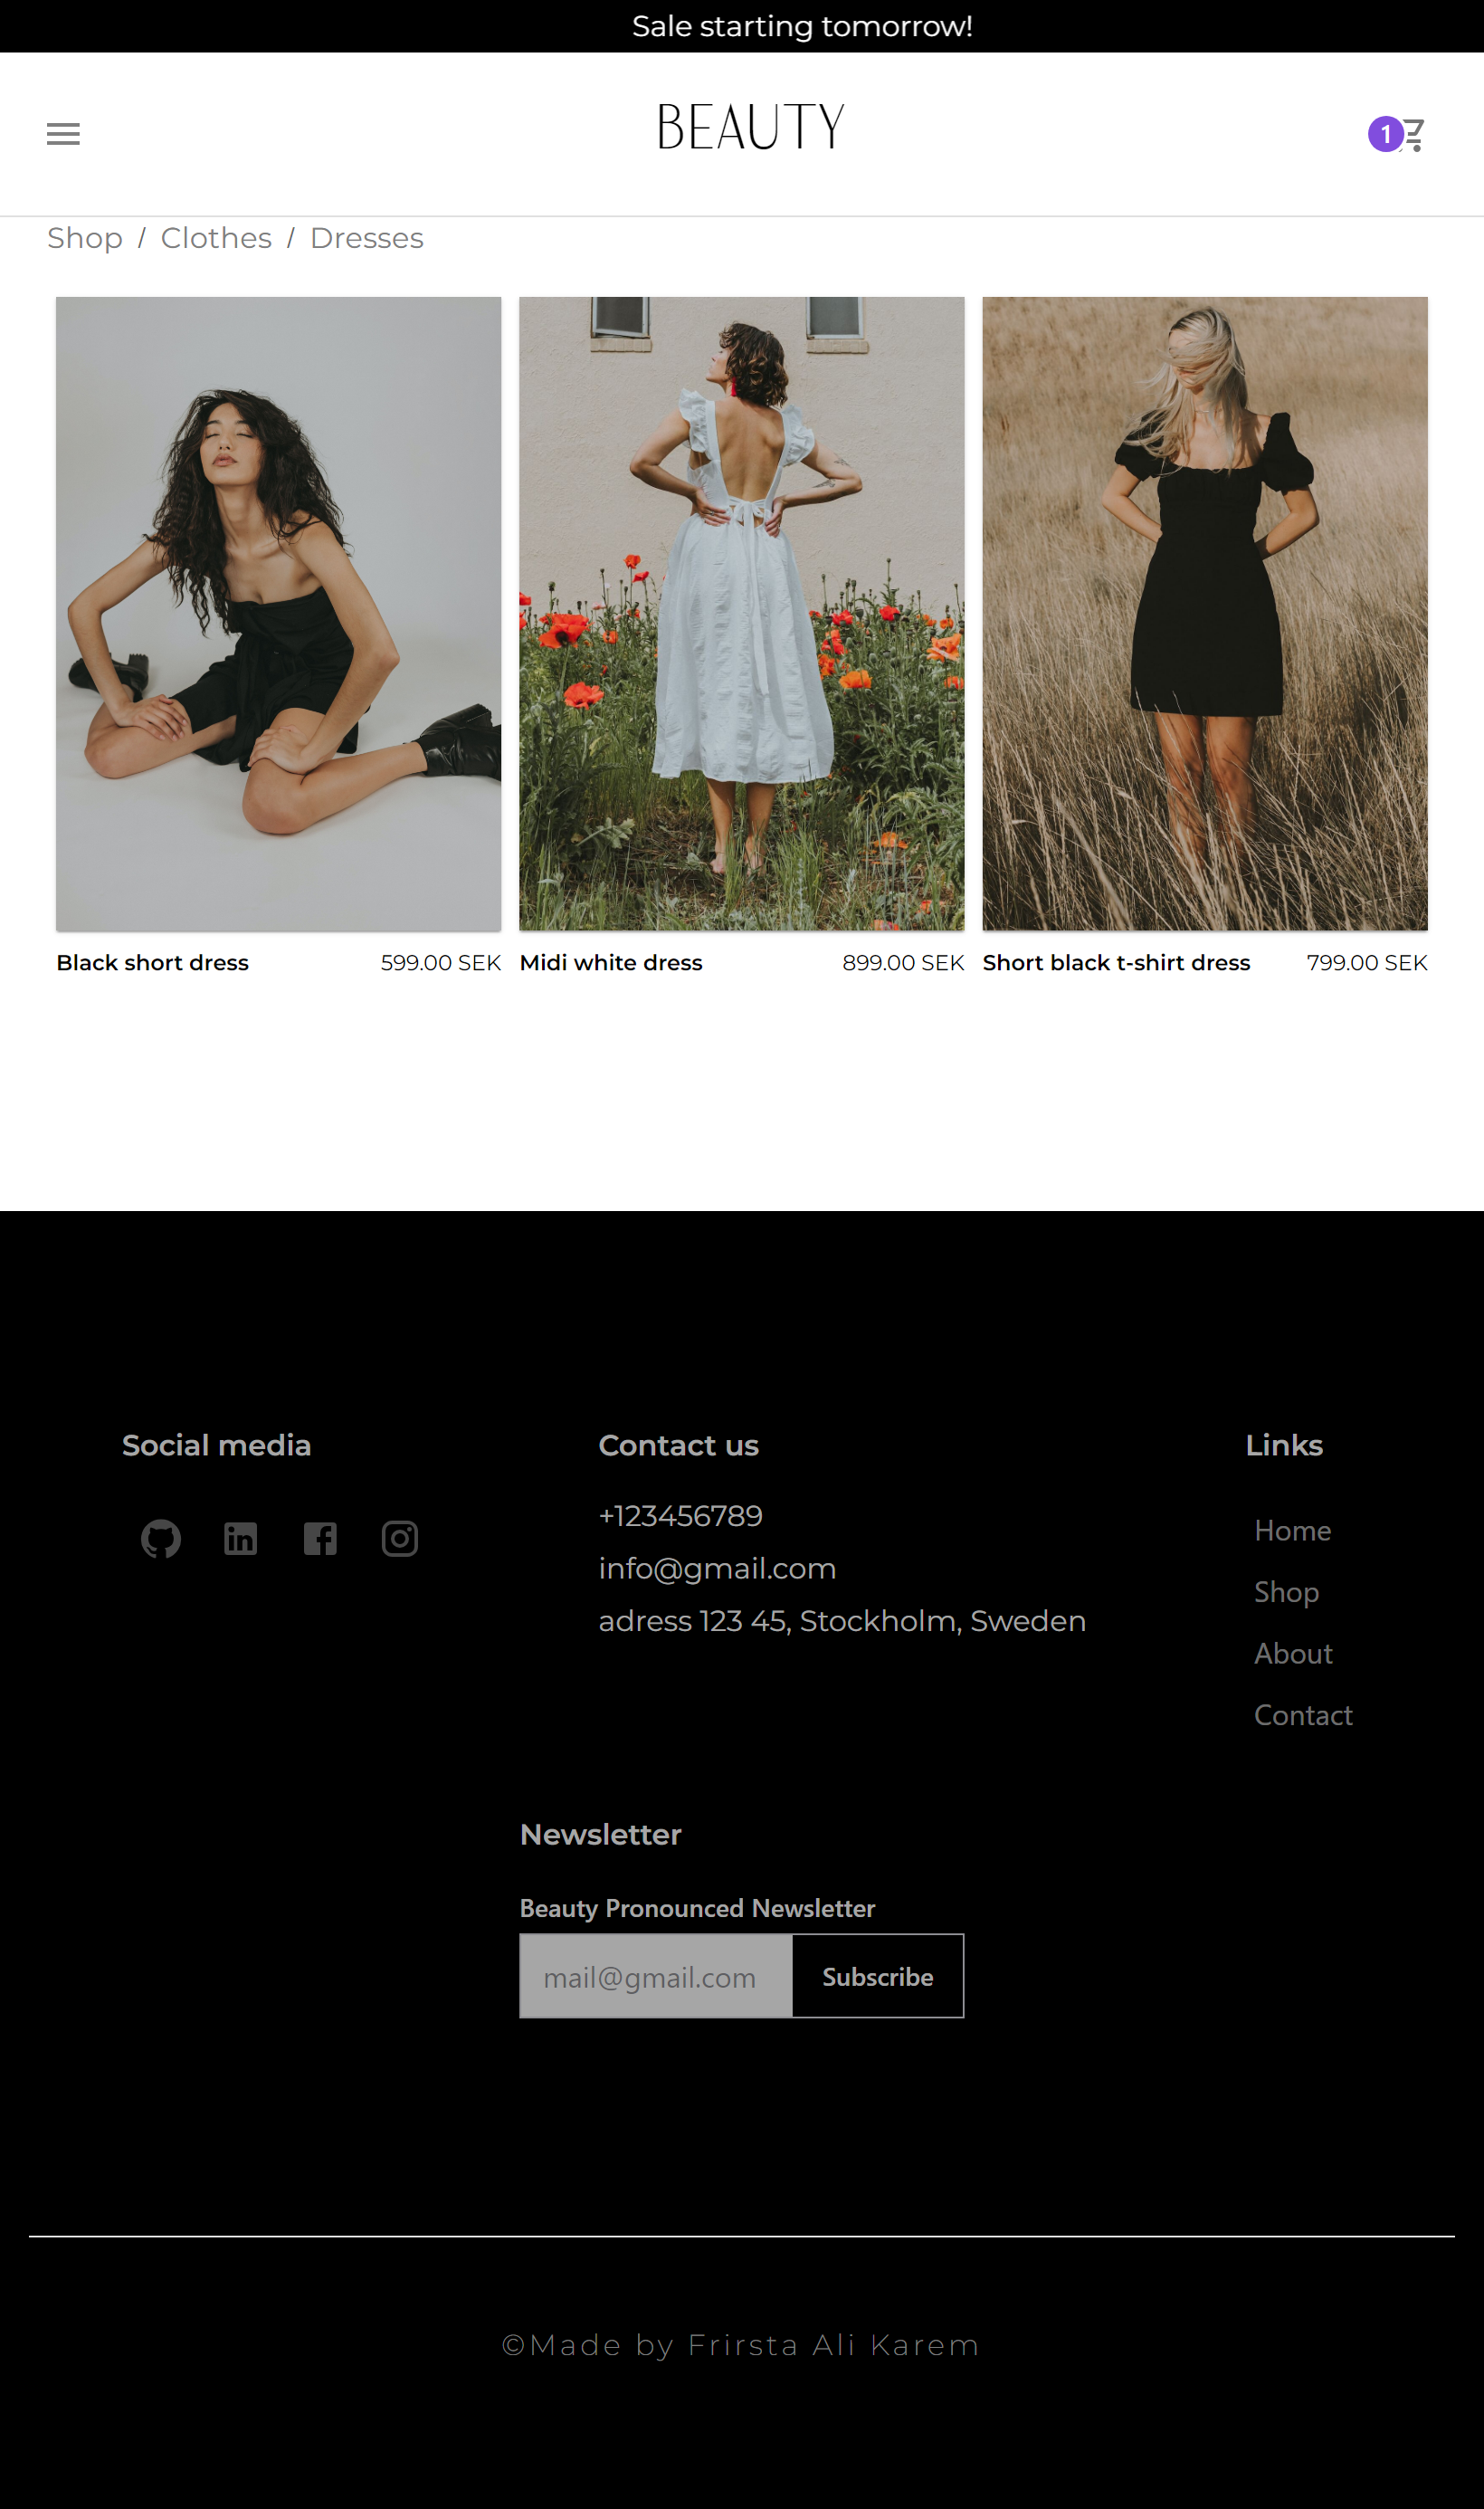 Sale starting tomorrow!
BEAUTY
1
Shop / Clothes / Dresses
Black short dress 599.00 SEK
Midi white dress 899.00 SEK
Short black t-shirt dress 799.00 SEK
Social media
Contact us
+123456789
info@gmail.com
adress 123 45, Stockholm, Sweden
Links
Home
Shop
About
Contact
Newsletter
Beauty Pronounced Newsletter
mail@gmail.com Subscribe
©Made by Frirsta Ali Karem